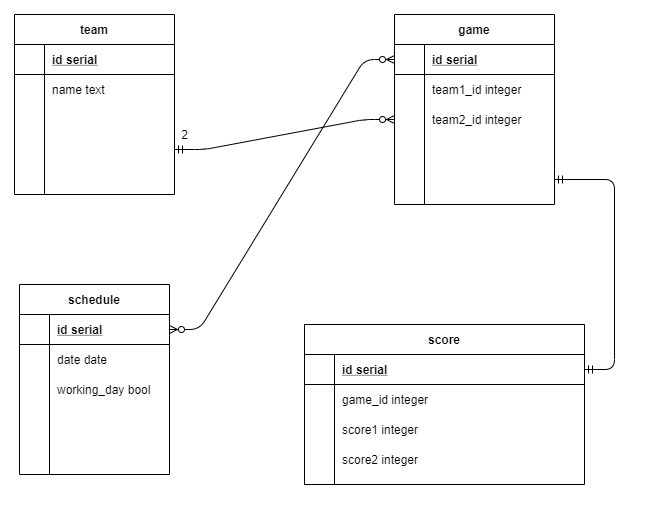 team
id serial
name text
2
game
id serial
team1_id integer
team2_id integer
schedule
id serial
date date
working_day bool
score
id serial
game_id integer
score1 integer
score2 integer